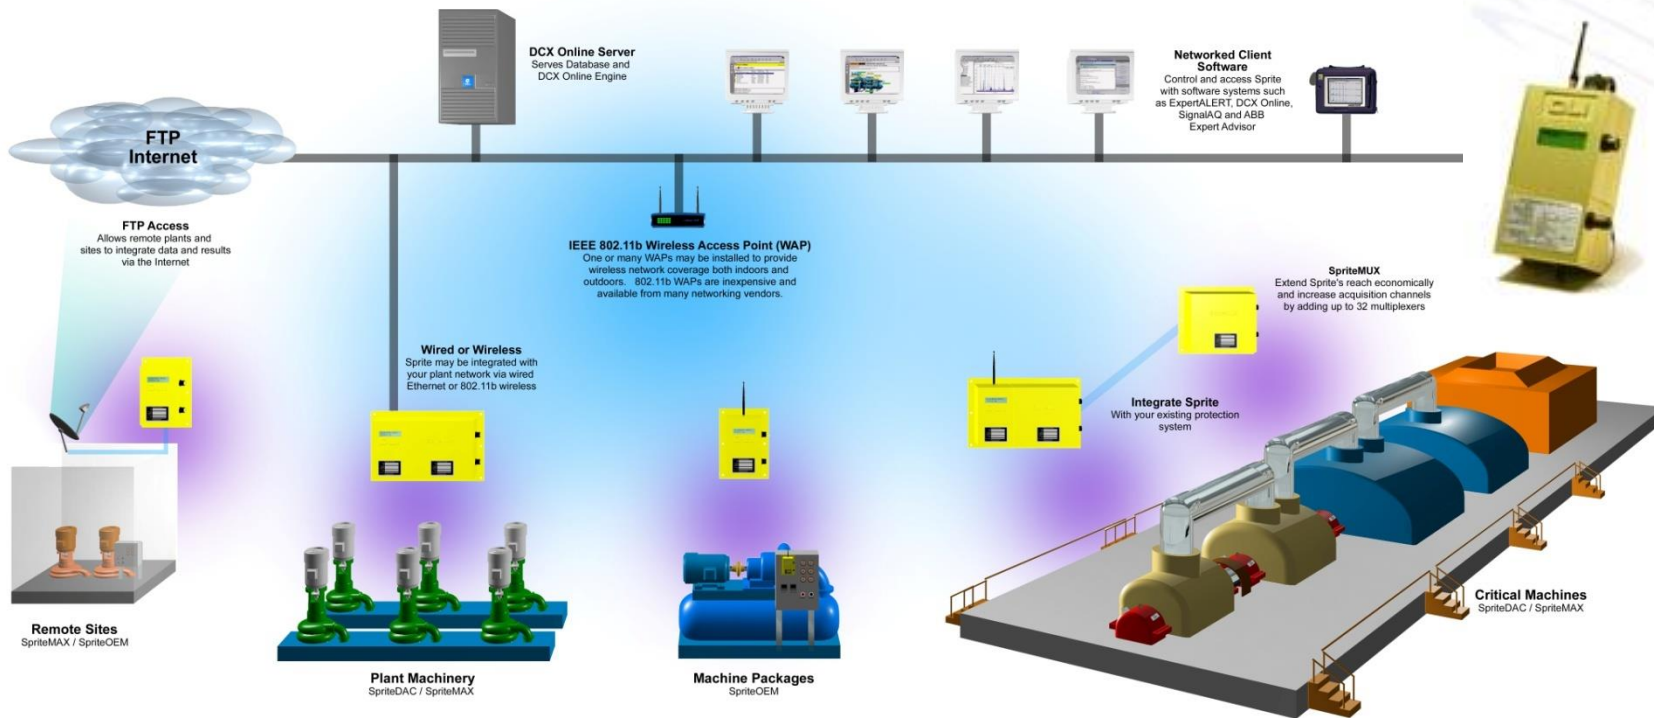 DCX Online Server
Serves Database and
DCX Online Engine
Networked Client
Software
Control and access Sprite
with software systems such
as ExpertALERT, DCX Online,
SignalAQ and ABB
Expert Advisor
FTP
Internet
FTP Access
Allows remote plants and
sites to integrate data and results
via the Internet
IEEE 802.11b Wireless Access Point (WAP)
One or many WAPs may be installed to provide
wireless network coverage both indoors and
outdoors. 802.11b WAPs are inexpensive and
available from many networking vendors.
SpriteMUX
Extend Sprite's reach economically
and increase acquisition channels
by adding up to 32 multiplexers
Wired or Wireless
Sprite may be integrated with
your plant network via wired
Ethernet or 802.11b wireless
Integrate Sprite
With your existing protection
system
Remote Sites
SpriteMAX / SpriteOEM
Plant Machinery
SpriteDAC / SpriteMAX
Machine Packages
SpriteOEM
Critical Machines
SpriteDAC / SpriteMAX